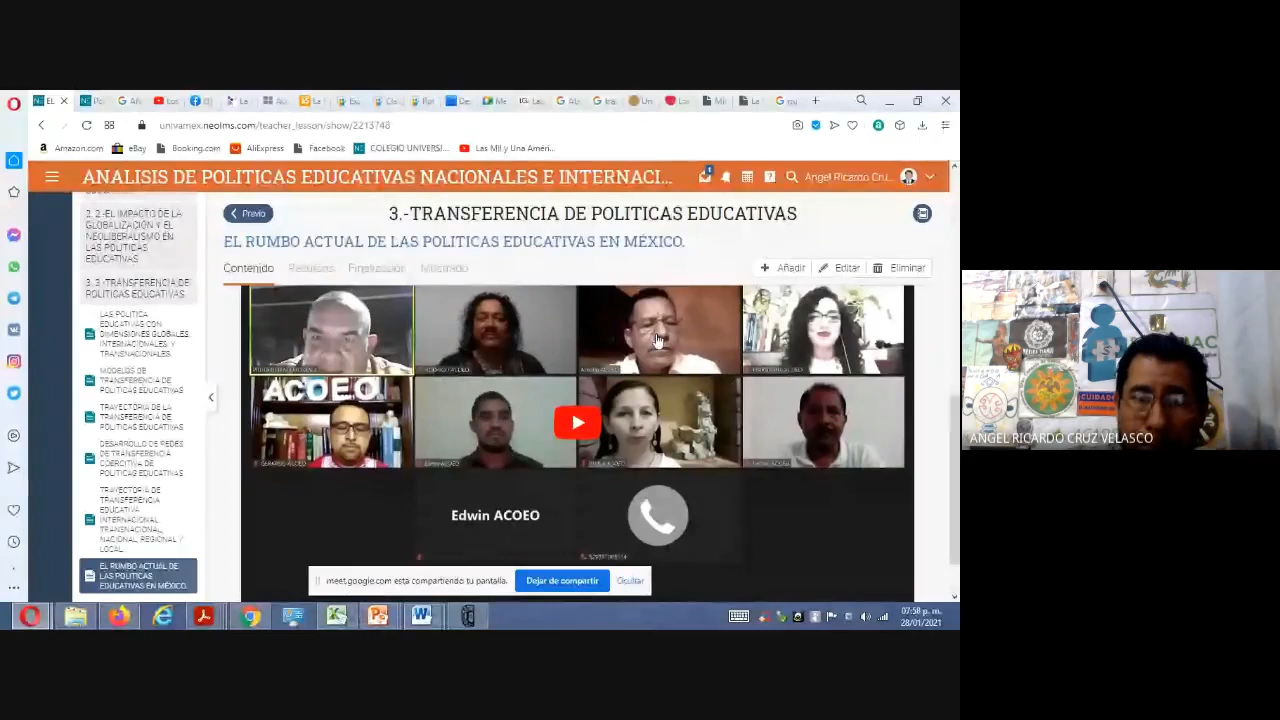 EL
Amazon.com
eBay
Booking.com
AliExpress
Facebook
COLEGIO UNIVERSI...
Las Mil y Una Améri...
univamex.neolms.com/teacher_lesson/show/2213748
ANALISIS DE POLITICAS EDUCATIVAS NACIONALES E INTERNACI...
Angel Ricardo Cru...
2.-EL IMPACTO DE LA
GLOBALIZACIÓN Y EL
NEOLIBERALISMO EN
LAS POLITICAS
EDUCATIVAS
3.-TRANSFERENCIA DE
POLITICAS EDUCATIVAS
LAS POLITICA
EDUCATIVAS CON
DIMENSIONES GLOBALES,
INTERNACIONALES Y
TRANSNACIONALES.
MODELOS DE
TRANSFERENCIA DE
POLITICAS EDUCATIVAS
TRAYECTORIA DE LA
TRANSFERENCIA DE
POLITICAS EDUCATIVAS
DESARROLLO DE REDES
DE TRANSFERENCIA
COERCITIVA DE
POLITICAS EDUCATIVAS
TRAYECTORIA DE
TRANSFERENCIA
EDUCATIVA
INTERNACIONAL,
TRANSNACIONAL,
NACIONAL, REGIONAL Y
LOCAL.
EL RUMBO ACTUAL DE
LAS POLITICAS
EDUCATIVAS EN MÉXICO.
Previo
3.-TRANSFERENCIA DE POLITICAS EDUCATIVAS
EL RUMBO ACTUAL DE LAS POLITICAS EDUCATIVAS EN MÉXICO.
Contenido
Finalización
Añadir
Editar
Eliminar
ACOEO
Edwin ACOEO
meet.google.com está compartiendo tu pantalla.
Dejar de compartir
Ocultar
07:58 p. m.
28/01/2021
ANGEL RICARDO CRUZ VELASCO